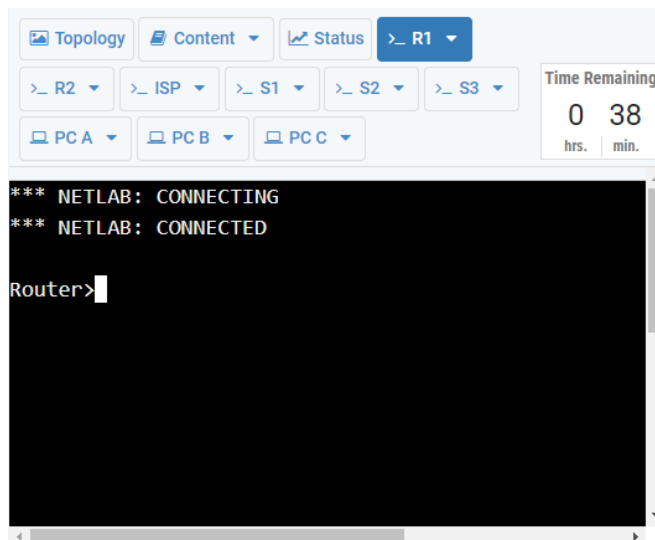 Topology Content Status >_ R1
>_ R2 >_ ISP >_ S1 >_ S2 >_ S3
PC A PC B PC C
Time Remaining
0 38
hrs. min.
*** NETLAB: CONNECTING
*** NETLAB: CONNECTED
Router>